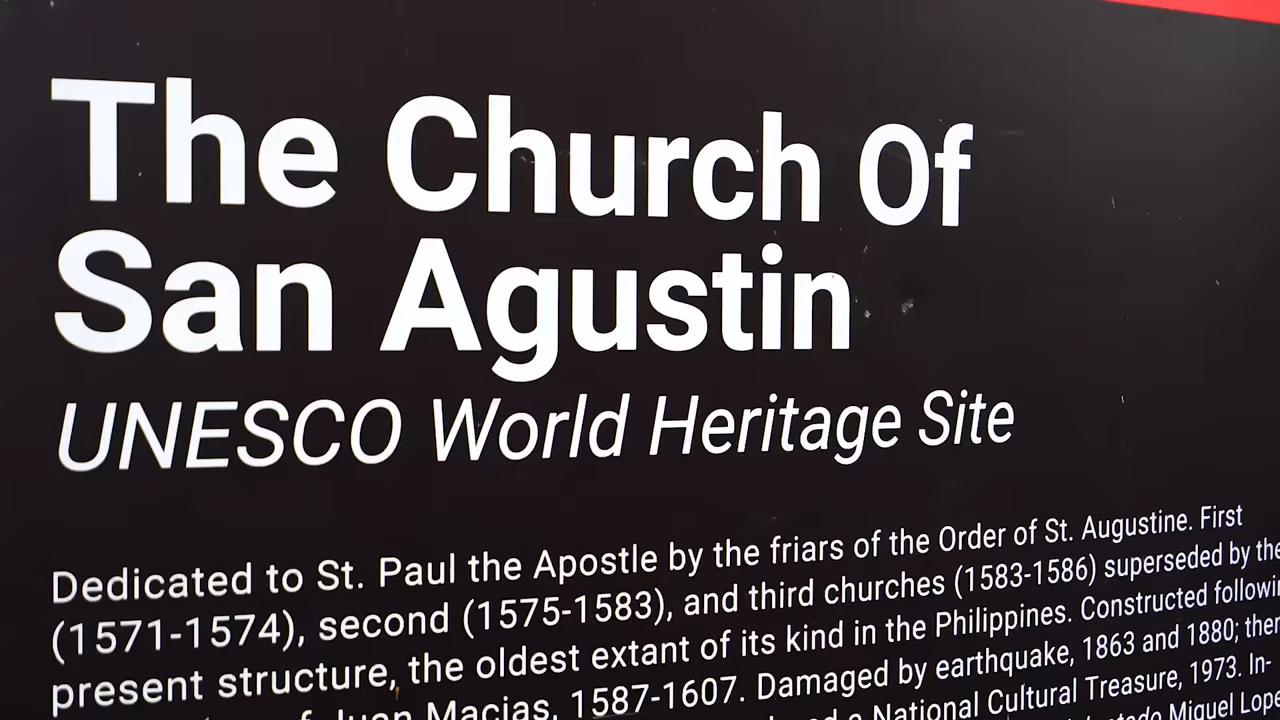 The Church Of
San Agustin
UNESCO World Heritage Site
Dedicated to St. Paul the Apostle by the friars of the Order of St. Augustine. First
(1571-1574), second (1575-1583), and third churches (1583-1586) superseded by the
present structure, the oldest extant of its kind in the Philippines. Constructed
of Juan Macias, 1587-1607. Damaged by earthquake, 1863 and 1880;
a National Cultural Treasure, 1973. In-
Miguel